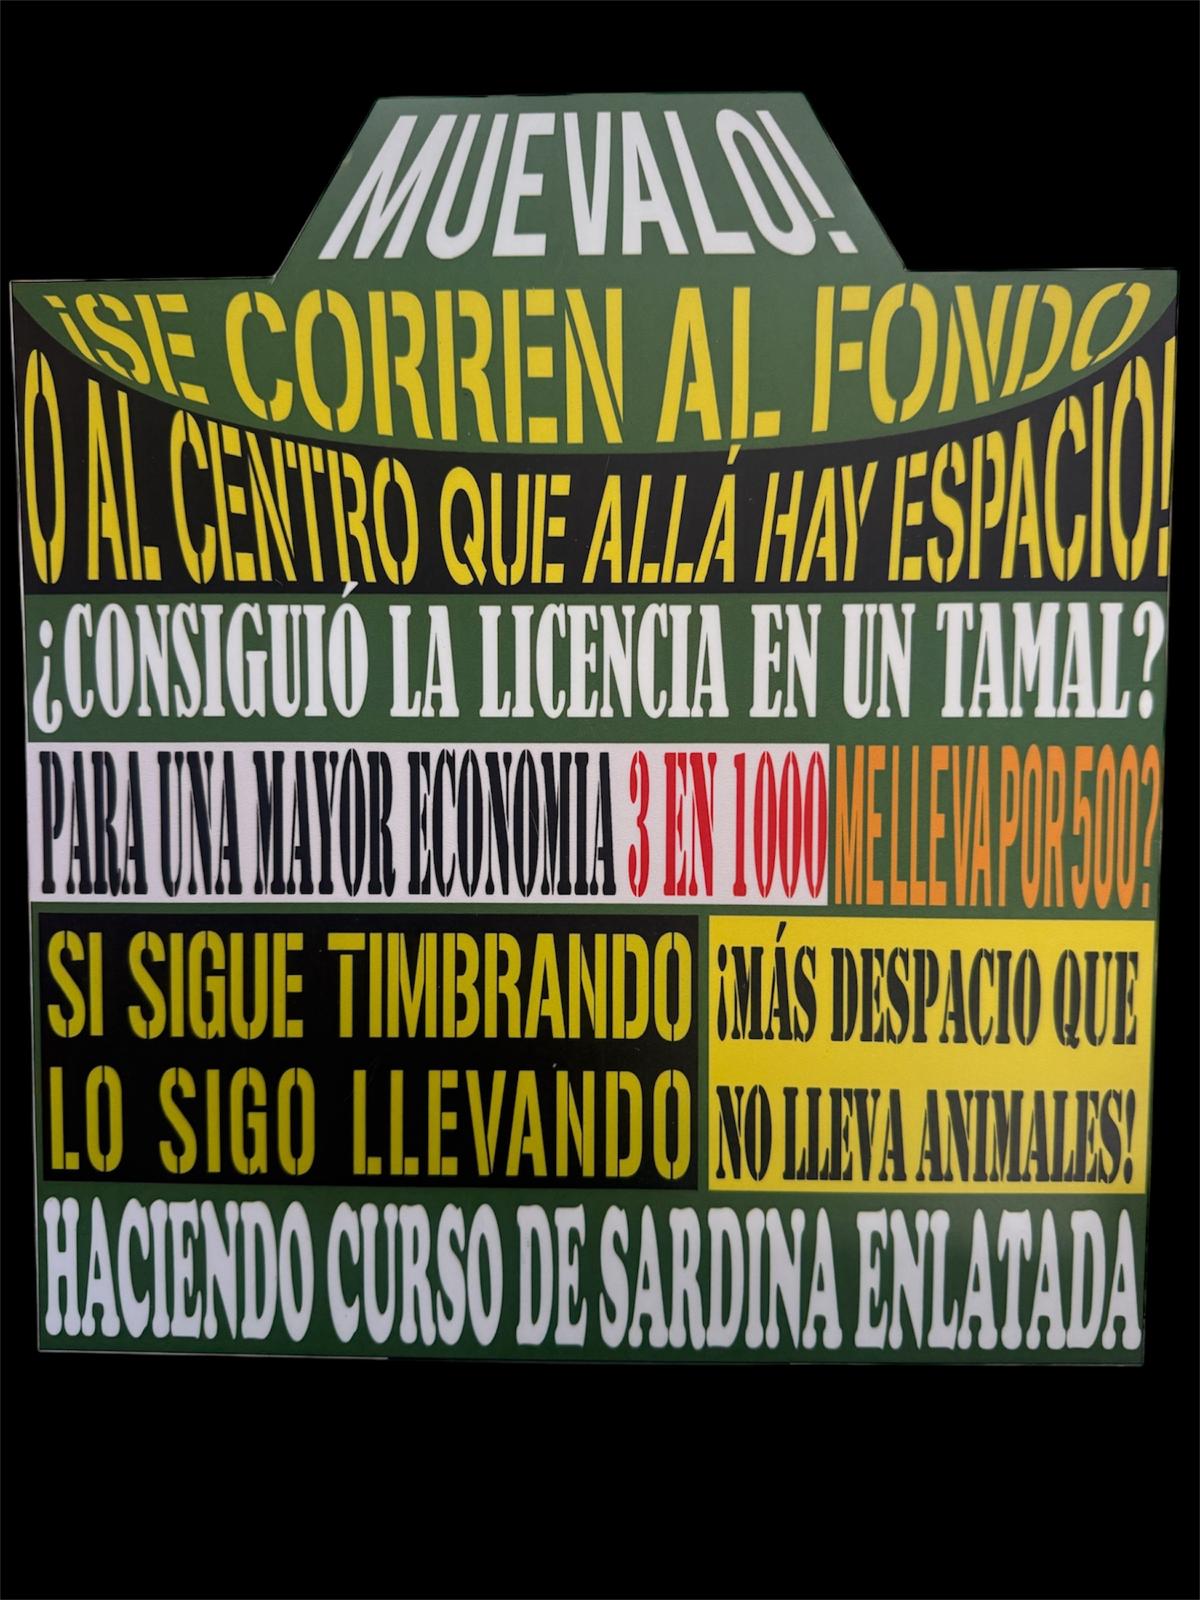 MUEVALO!
¡SE CORREN AL FONDO
O AL CENTRO QUE ALLÁ HAY ESPACIO!
¿CONSIGUIÓ LA LICENCIA EN UN TAMAL?
PARA UNA MAYOR ECONOMIA 3 EN 1000
ME LLEVA POR 500?
SI SIGUE TIMBRANDO
LO SIGO LLEVANDO
¡MÁS DESPACIO QUE
NO LLEVA ANIMALES!
HACIENDO CURSO DE SARDINA ENLATADA